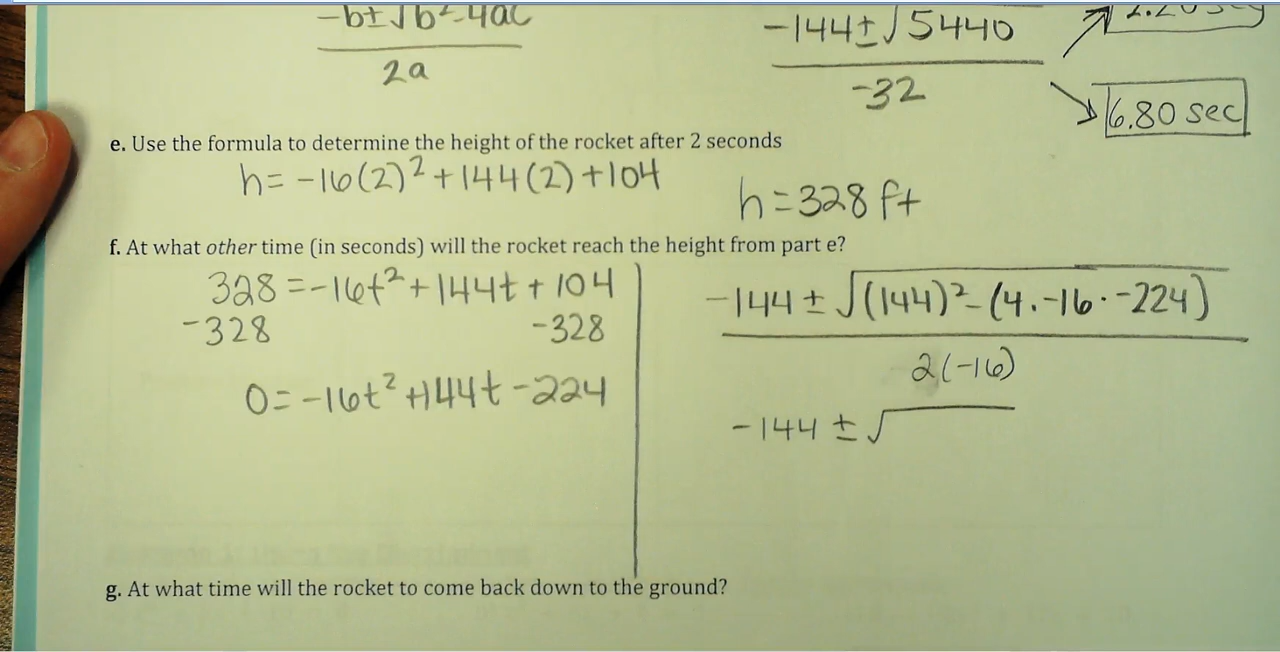 -b±√b²-4ac
2a
-144±√5440
-32
6.80 sec
e. Use the formula to determine the height of the rocket after 2 seconds
h=-16(2)²+144(2)+104
h=328 ft
f. At what other time (in seconds) will the rocket reach the height from part e?
328=-16t²+144t+104
-328 -328
0=-16t²+144t-224
-144±√(144)²-(4·-16·-224)
2(-16)
-144±√
g. At what time will the rocket to come back down to the ground?